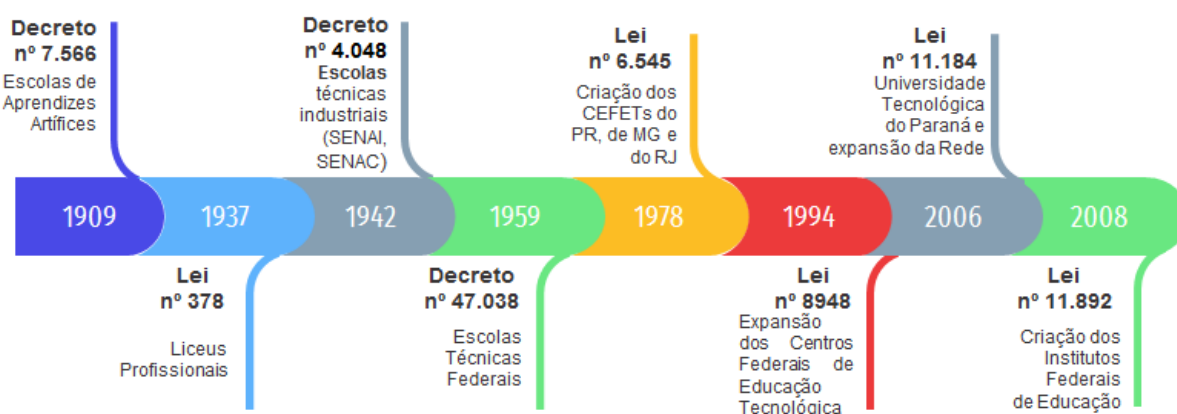 Decreto
nº 7.566
Escolas de
Aprendizes
Artífices
Decreto
nº 4.048
Escolas
técnicas
industriais
(SENAI,
SENAC)
Lei
nº 6.545
Criação dos
CEFETs do
PR, de MG e
do RJ
Lei
nº 11.184
Universidade
Tecnológica
do Paraná e
expansão da Rede
1909
1937
1942
1959
1978
1994
2006
2008
Lei
nº 378
Liceus
Profissionais
Decreto
nº 47.038
Escolas
Técnicas
Federais
Lei
nº 8948
Expansão
dos Centros
Federais de
Educação
Tecnológica
Lei
nº 11.892
Criação dos
Institutos
Federais
de Educação